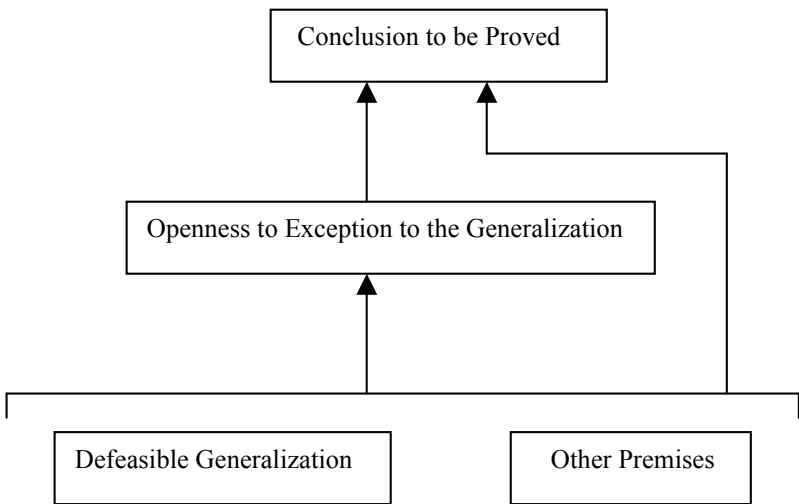 Conclusion to be Proved
Openness to Exception to the Generalization
Defeasible Generalization
Other Premises